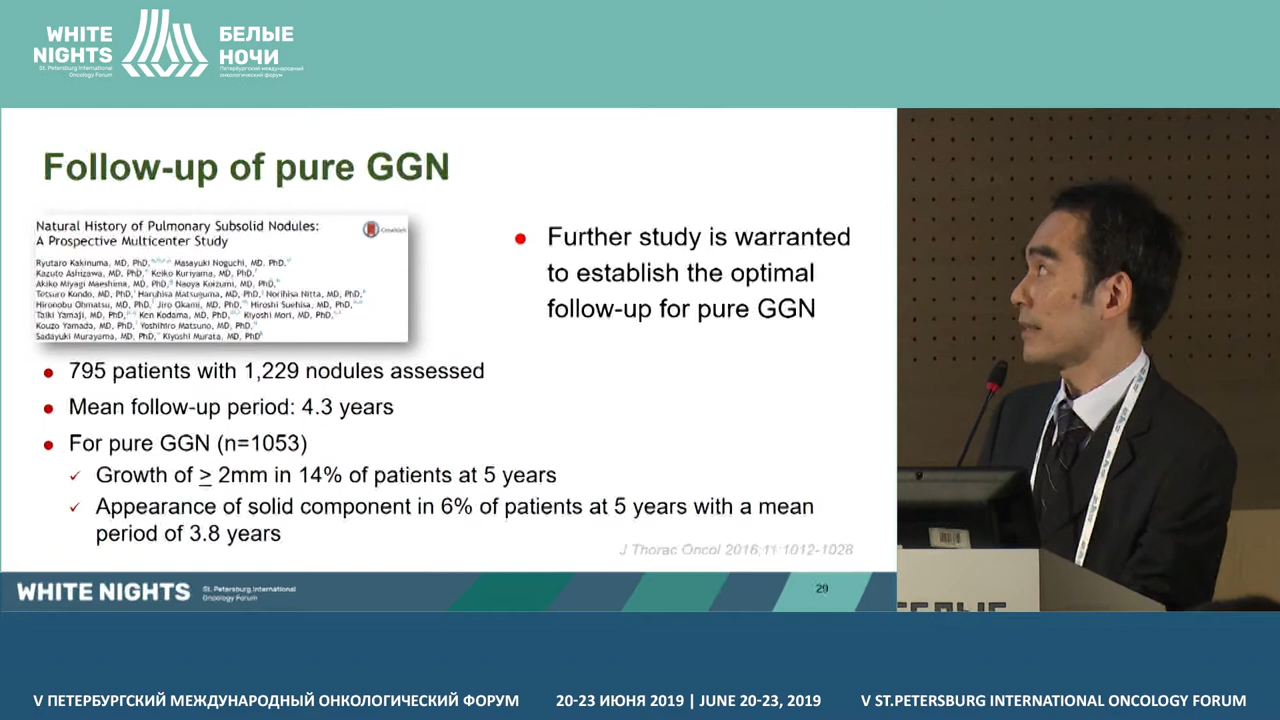 WHITE
NIGHTS
St. Petersburg International
Oncology Forum
БЕЛЫЕ
НОЧИ
Петербургский международный
онкологический форум
Follow-up of pure GGN
Natural History of Pulmonary Subsolid Nodules:
A Prospective Multicenter Study
CrossMark
Ryutaro Kakinuma, MD, PhD, Masayuki Noguchi, MD, PhD,
Kazuto Ashizawa, MD, PhD, Keiko Kuriyama, MD, PhD,
Akiko Miyagi Maeshima, MD, PhD, Naoya Koizumi, MD, PhD,
Tetsuro Kondo, MD, PhD, Haruhisa Matsuguma, MD, PhD, Norihisa Nitta, MD, PhD,
Hironobu Ohmatsu, MD, PhD, Jiro Okami, MD, PhD, Hiroshi Suehisa, MD, PhD,
Taiki Yamaji, MD, PhD, Ken Kodama, MD, PhD, Kiyoshi Mori, MD, PhD,
Kouzo Yamada, MD, PhD, Yoshihiro Matsuno, MD, PhD,
Sadayuki Murayama, MD, PhD, Kiyoshi Murata, MD, PhD
795 patients with 1,229 nodules assessed
Mean follow-up period: 4.3 years
For pure GGN (n=1053)
Growth of ≥ 2mm in 14% of patients at 5 years
Appearance of solid component in 6% of patients at 5 years with a mean
period of 3.8 years
Further study is warranted
to establish the optimal
follow-up for pure GGN
J Thorac Oncol 2016;11:1012-1028
WHITE NIGHTS
St. Petersburg International
Oncology Forum
29
БЕЛЫЕ
V ПЕТЕРБУРГСКИЙ МЕЖДУНАРОДНЫЙ ОНКОЛОГИЧЕСКИЙ ФОРУМ
20-23 ИЮНЯ 2019 | JUNE 20-23, 2019
V ST.PETERSBURG INTERNATIONAL ONCOLOGY FORUM